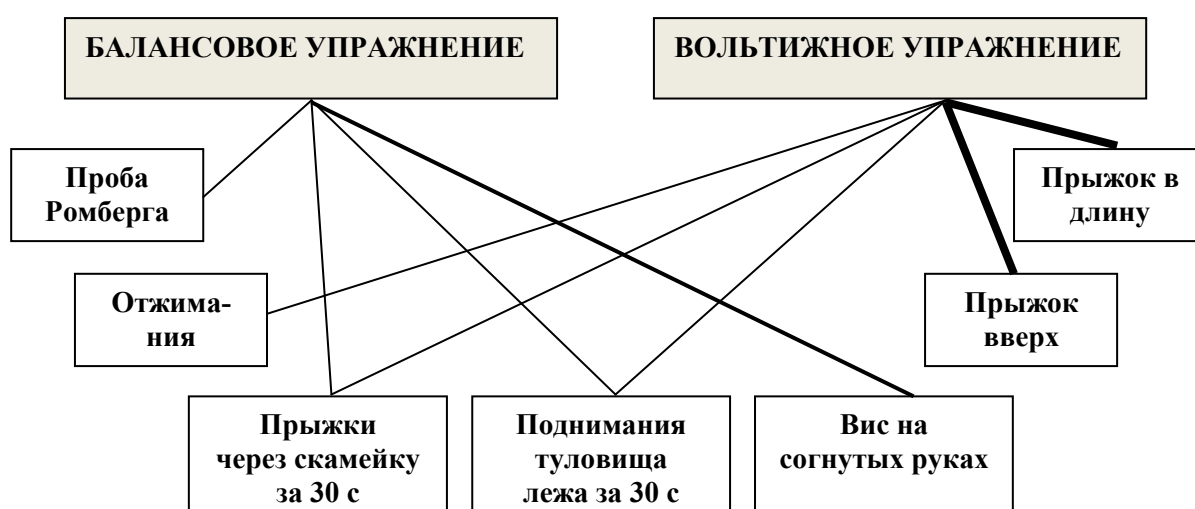 БАЛАНСОВОЕ УПРАЖНЕНИЕ
ВОЛЬТИЖНОЕ УПРАЖНЕНИЕ
Проба
Ромберга
Прыжок в
длину
Отжима-
ния
Прыжок
вверх
Прыжки
через скамейку
за 30 с
Поднимания
туловища
лежа за 30 с
Вис на
согнутых руках